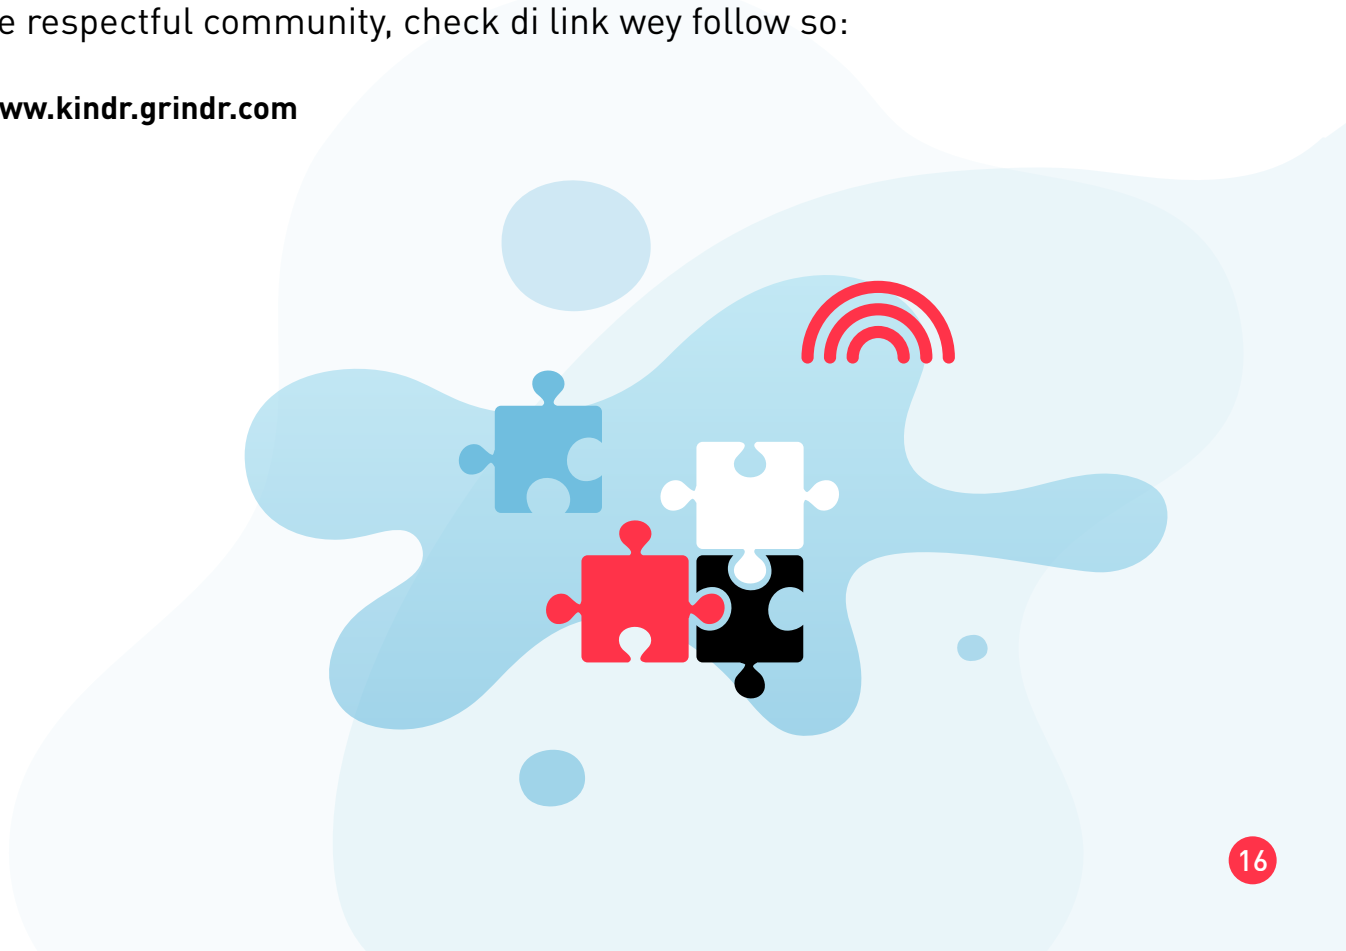 e respectful community, check di link wey follow so:
ww.kindr.grindr.com
16